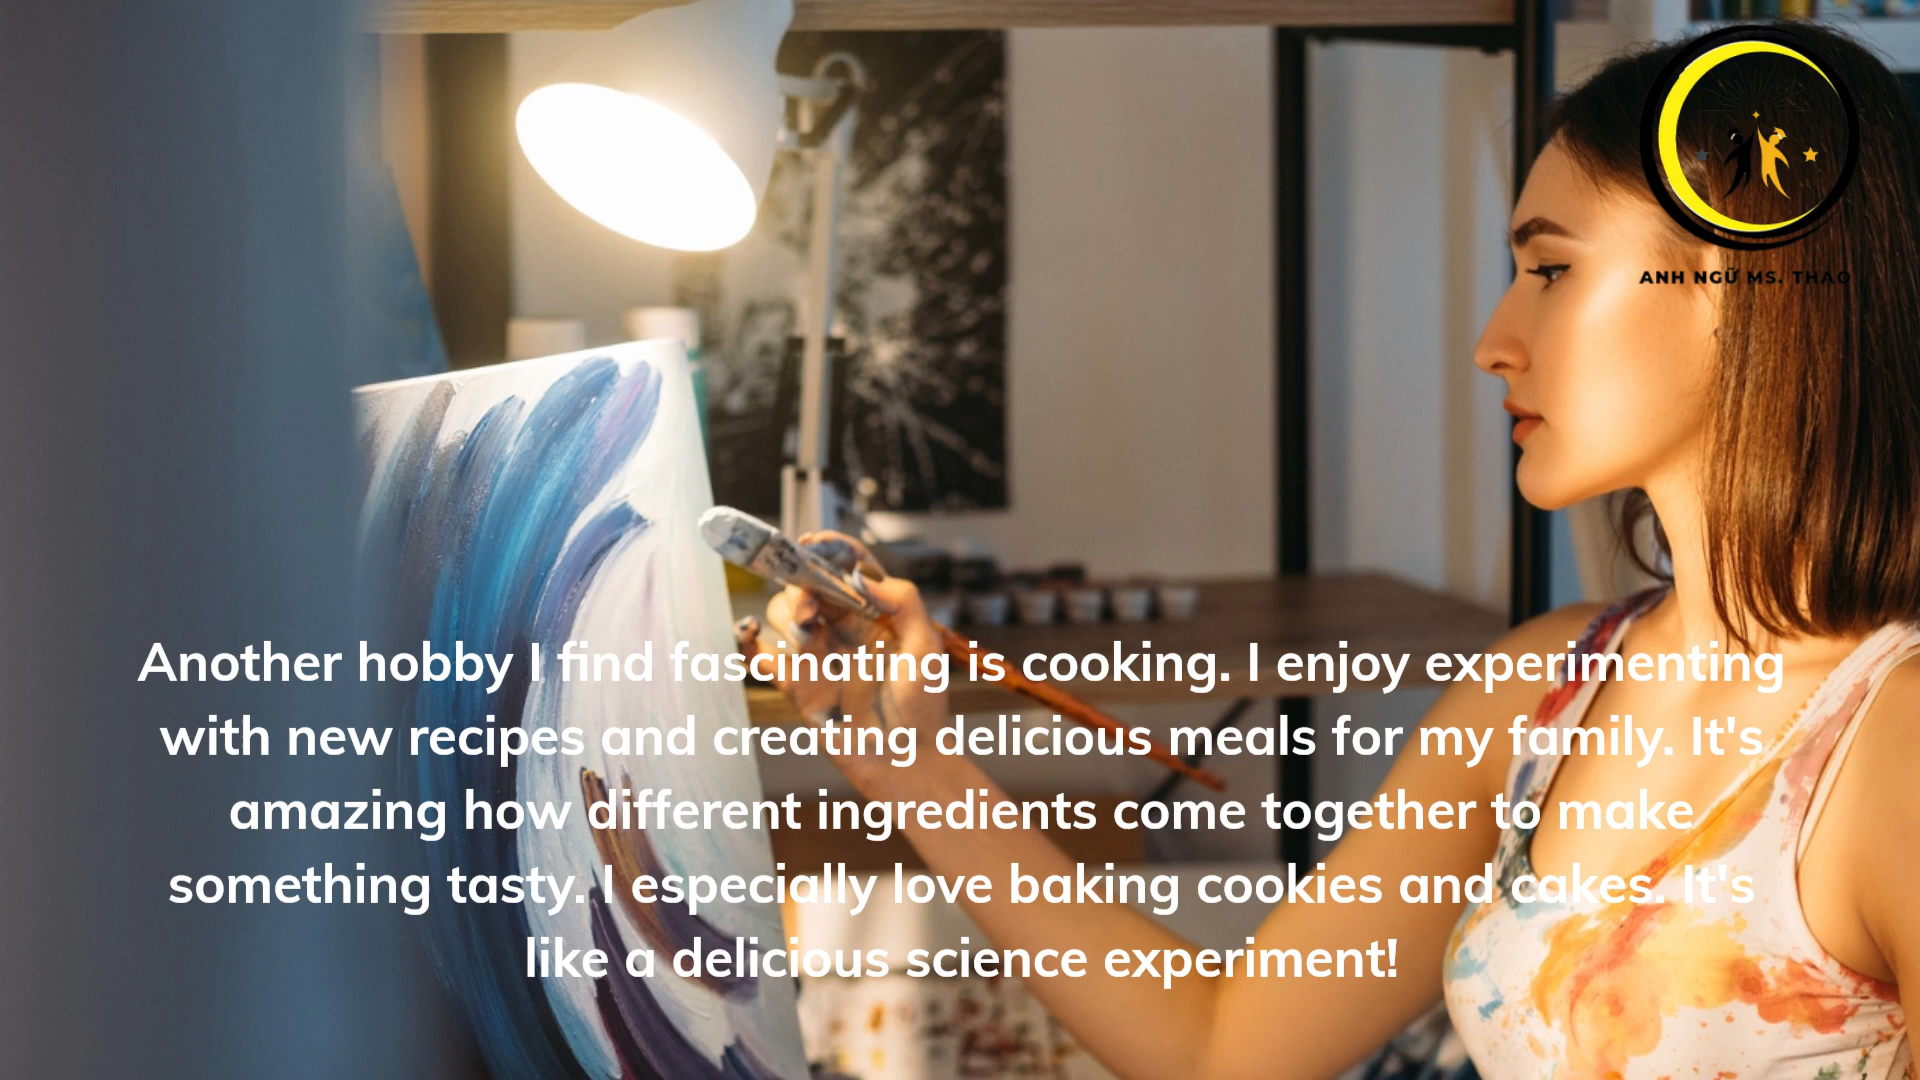 ANH NGỮ MS. THẢO
Another hobby I find fascinating is cooking. I enjoy experimenting
with new recipes and creating delicious meals for my family. It's
amazing how different ingredients come together to make
something tasty. I especially love baking cookies and cakes. It's
like a delicious science experiment!